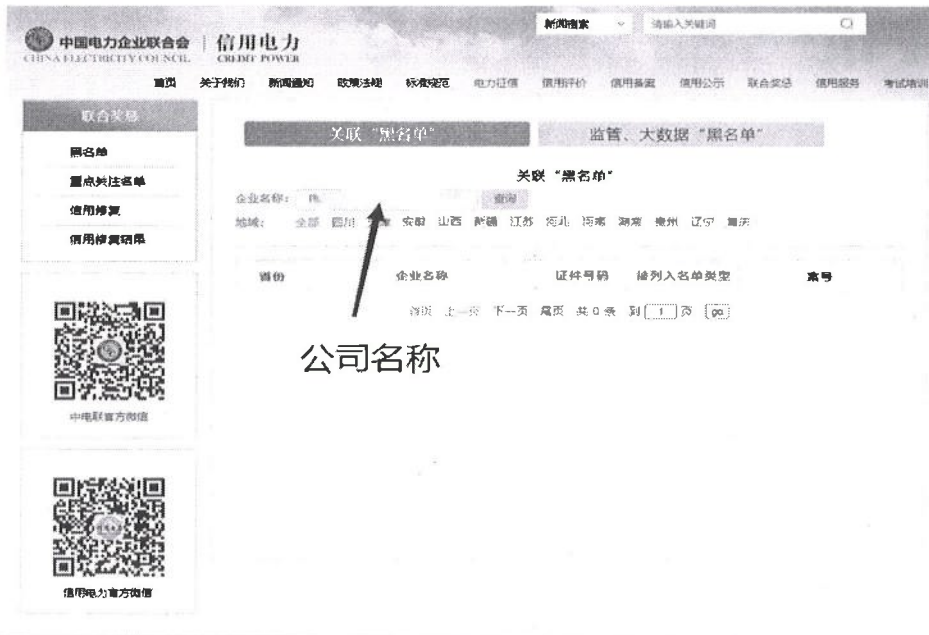 新闻搜索
请输入关键词
中国电力企业联合会
CHINA ELECTRICITY COUNCIL
信用电力
CREDIT POWER
首页 关于我们 新闻通知 政策法规 标准规范 电力征信 信用评价 信用备案 信用公示 联合奖惩 信用服务 考试培训
联合奖惩
黑名单
重点关注名单
信用修复
信用修复结果
关联“黑名单”
监管、大数据“黑名单”
关联“黑名单”
企业名称: 查询
地域: 全部 四川 安徽 山西 新疆 江苏 河北 河南 湖南 贵州 辽宁 重庆
省份 企业名称 证件号码 被列入名单类型 案号
首页 上一页 下一页 尾页 共 0 条 到 1 页 go
公司名称
中电联官方微信
信用电力官方微信